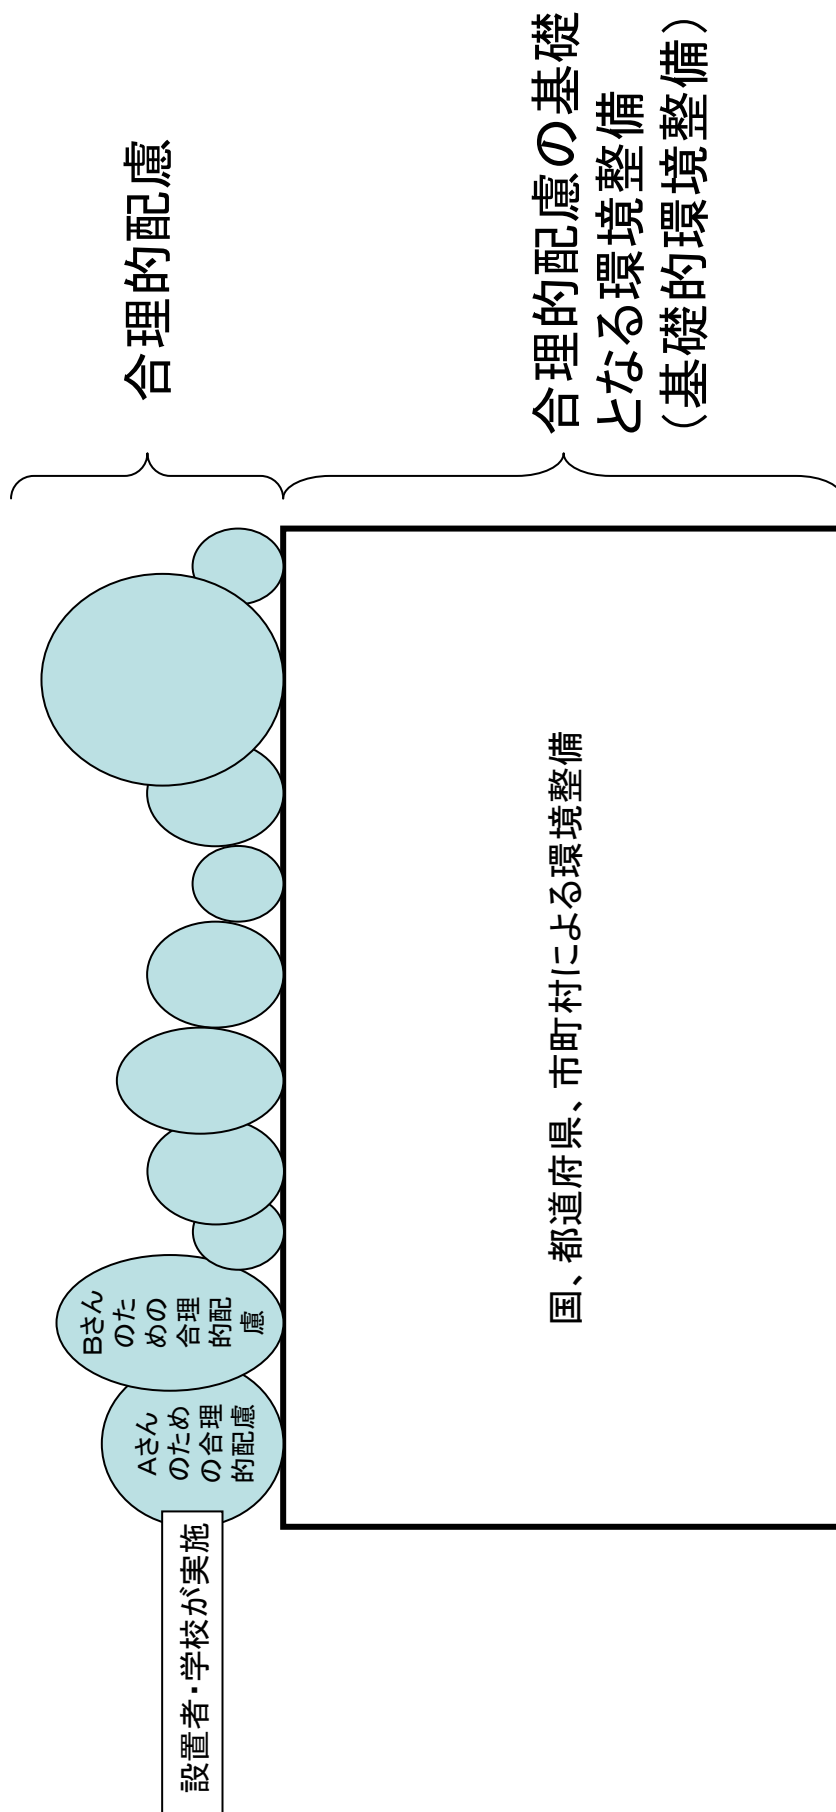 合理的配慮
合理的配慮の基礎
となる環境整備
（基礎的環境整備）
Bさん
のた
めの
合理
的配
慮
Aさん
のため
の合理
的配慮
設置者・学校が実施
国、都道府県、市町村による環境整備